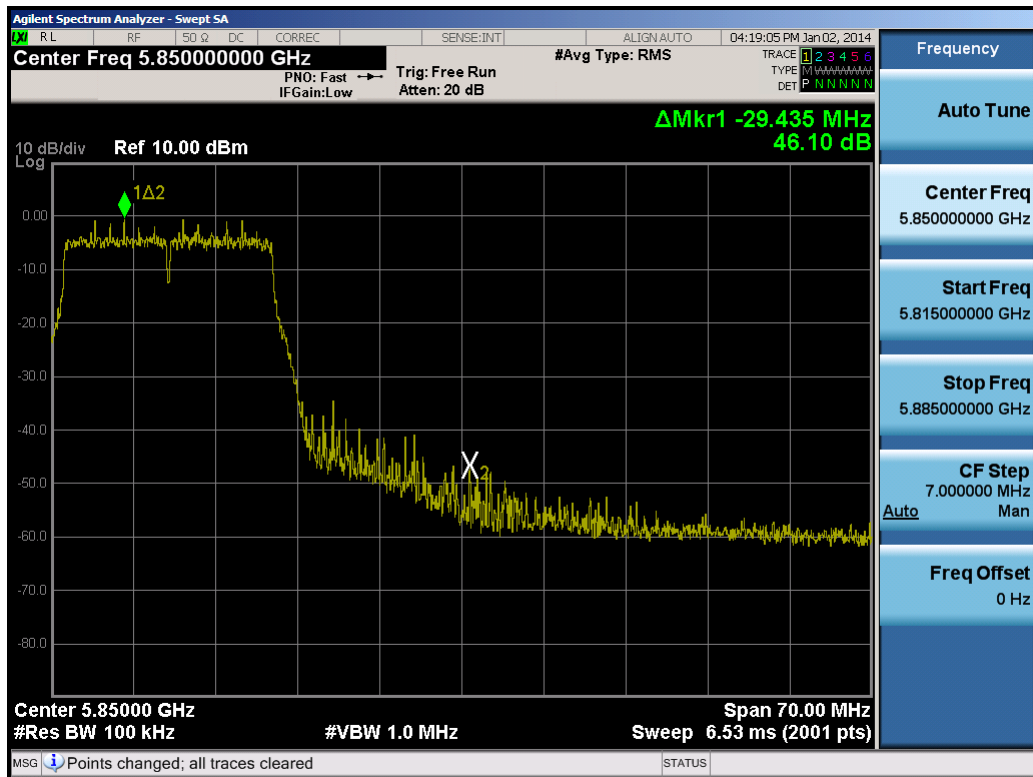 Agilent Spectrum Analyzer - Swept SA
LXI RL RF 50 Ω DC CORREC SENSE:INT ALIGNAUTO 04:19:05 PM Jan 02, 2014
Center Freq 5.850000000 GHz
PNO: Fast
IFGain:Low
Trig: Free Run
Atten: 20 dB
#Avg Type: RMS
TRACE 1 2 3 4 5 6
TYPE M WWWWW
DET P N N N N N
ΔMkr1 -29.435 MHz
46.10 dB
10 dB/div
Log
Ref 10.00 dBm
1Δ2
0.00
-10.0
-20.0
-30.0
-40.0
X2
-50.0
-60.0
-70.0
-80.0
Center 5.85000 GHz
Span 70.00 MHz
#Res BW 100 kHz
#VBW 1.0 MHz
Sweep 6.53 ms (2001 pts)
MSG Points changed; all traces cleared
STATUS
Frequency
Auto Tune
Center Freq
5.850000000 GHz
Start Freq
5.815000000 GHz
Stop Freq
5.885000000 GHz
CF Step
7.000000 MHz
Auto Man
Freq Offset
0 Hz